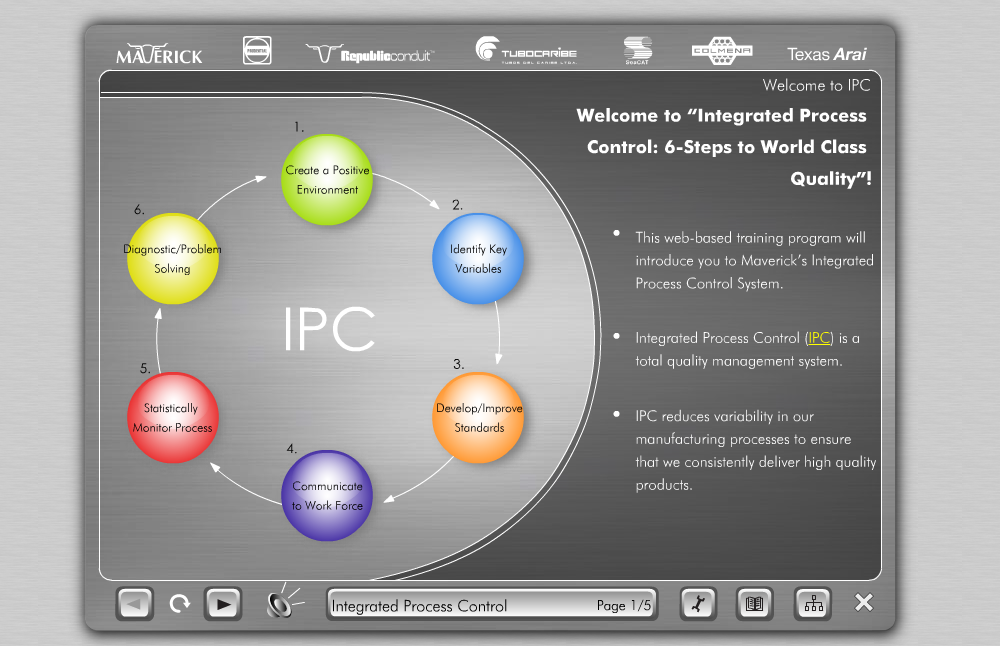 MAVERICK
PRUDENTIAL
Republicconduit
TUBOCARIBE
TUBOS DEL CARIBE LTDA.
SeaCAT
COLMENA
Texas Arai
Welcome to IPC
Welcome to “Integrated Process
Control: 6-Steps to World Class
Quality”!
1.
Create a Positive
Environment
2.
Identify Key
Variables
3.
Develop/Improve
Standards
4.
Communicate
to Work Force
5.
Statistically
Monitor Process
6.
Diagnostic/Problem
Solving
IPC
• This web-based training program will
introduce you to Maverick’s Integrated
Process Control System.
• Integrated Process Control (IPC) is a
total quality management system.
• IPC reduces variability in our
manufacturing processes to ensure
that we consistently deliver high quality
products.
Integrated Process Control Page 1/5